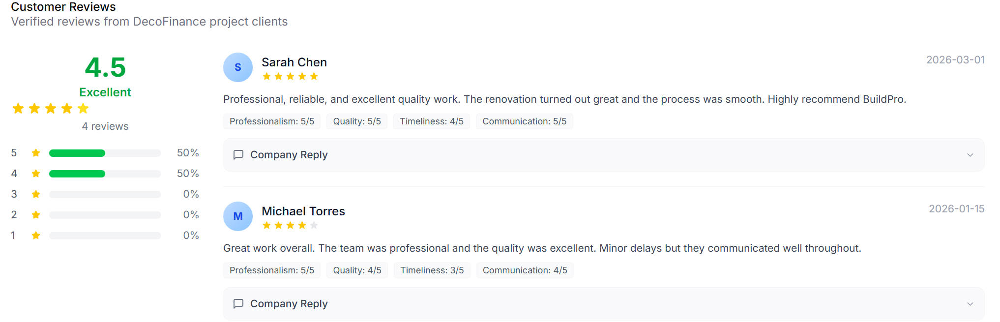 Customer Reviews
Verified reviews from DecoFinance project clients
4.5
Excellent
4 reviews
5 50%
4 50%
3 0%
2 0%
1 0%
S
Sarah Chen
2026-03-01
Professional, reliable, and excellent quality work. The renovation turned out great and the process was smooth. Highly recommend BuildPro.
Professionalism: 5/5 Quality: 5/5 Timeliness: 4/5 Communication: 5/5
Company Reply
M
Michael Torres
2026-01-15
Great work overall. The team was professional and the quality was excellent. Minor delays but they communicated well throughout.
Professionalism: 5/5 Quality: 4/5 Timeliness: 3/5 Communication: 4/5
Company Reply